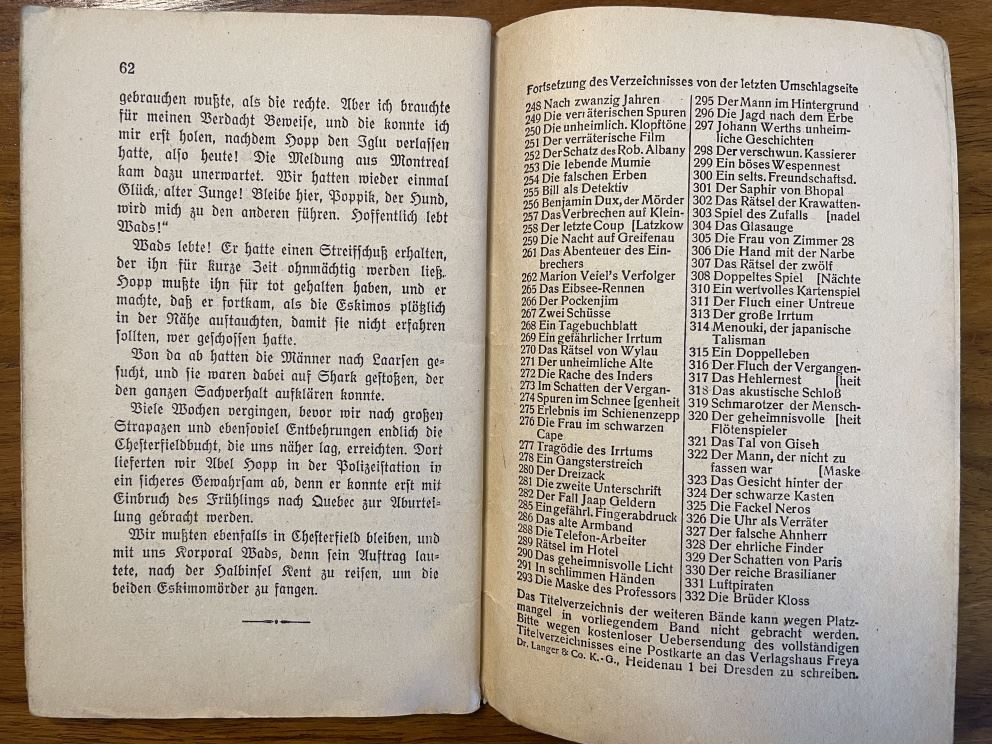 62
gebrauchen wußte, als die rechte. Aber ich brauchte
für meinen Verdacht Beweise, und die konnte ich
mir erst holen, nachdem Hopp den Iglu verlassen
hatte, also heute! Die Meldung aus Montreal
kam dazu unerwartet. Wir hatten wieder einmal
Glück, alter Junge! Bleibe hier, Poppik, der Hund,
wird mich zu den anderen führen. Hoffentlich lebt
Wads!“
Wads lebte! Er hatte einen Streifschuß erhalten,
der ihn für kurze Zeit ohnmächtig werden ließ.
Hopp mußte ihn für tot gehalten haben, und er
machte, daß er fortkam, als die Eskimos plötzlich
in der Nähe auftauchten, damit sie nicht erfahren
sollten, wer geschossen hatte.
Von da ab hatten die Männer nach Laarsen ge-
sucht, und sie waren dabei auf Shark gestoßen, der
den ganzen Sachverhalt aufklären konnte.
Viele Wochen vergingen, bevor wir nach großen
Strapazen und ebensoviel Entbehrungen endlich die
Chesterfieldbucht, die uns näher lag, erreichten. Dort
lieferten wir Abel Hopp in der Polizeistation in
ein sicheres Gewahrsam ab, denn er konnte erst mit
Einbruch des Frühlings nach Quebec zur Aburtei-
lung gebracht werden.
Wir mußten ebenfalls in Chesterfield bleiben, und
mit uns Korporal Wads, denn sein Auftrag lau-
tete, nach der Halbinsel Kent zu reisen, um die
beiden Eskimomörder zu fangen.
Fortsetzung des Verzeichnisses von der letzten Umschlagseite
248 Nach zwanzig Jahren
249 Die verräterischen Spuren
250 Die unheimlich. Klopftöne
251 Der verräterische Film
252 Der Schatz des Rob. Albany
253 Die lebende Mumie
254 Die falschen Erben
255 Bill als Detektiv
256 Benjamin Dux, der Mörder
257 Das Verbrechen auf Klein-
258 Der letzte Coup [Latzkow
259 Die Nacht auf Greifenau
261 Das Abenteuer des Ein-
brechers
262 Marion Veiel's Verfolger
265 Das Eibsee-Rennen
266 Der Pockenjim
267 Zwei Schüsse
268 Ein Tagebuchblatt
269 Ein gefährlicher Irrtum
270 Das Rätsel von Wylau
271 Der unheimliche Alte
272 Die Rache des Inders
273 Im Schatten der Vergan-
274 Spuren im Schnee [genheit
275 Erlebnis im Schienenzepp
276 Die Frau im schwarzen
Cape
277 Tragödie des Irrtums
278 Ein Gangsterstreich
280 Der Dreizack
281 Die zweite Unterschrift
282 Der Fall Jaap Geldern
285 Ein gefährl. Fingerabdruck
286 Das alte Armband
288 Die Telefon-Arbeiter
289 Rätsel im Hotel
290 Das geheimnisvolle Licht
291 In schlimmen Händen
293 Die Maske des Professors
295 Der Mann im Hintergrund
296 Die Jagd nach dem Erbe
297 Johann Werths unheim-
liche Geschichten
298 Der verschwun. Kassierer
299 Ein böses Wespennest
300 Ein selts. Freundschaftsd.
301 Der Saphir von Bhopal
302 Das Rätsel der Krawatten-
303 Spiel des Zufalls [nadel
304 Das Glasauge
305 Die Frau von Zimmer 28
306 Die Hand mit der Narbe
307 Das Rätsel der zwölf
308 Doppeltes Spiel [Nächte
310 Ein wertvolles Kartenspiel
311 Der Fluch einer Untreue
313 Der große Irrtum
314 Menouki, der japanische
Talisman
315 Ein Doppelleben
316 Der Fluch der Vergangen-
317 Das Hehlernest [heit
318 Das akustische Schloß
319 Schmarotzer der Mensch-
320 Der geheimnisvolle [heit
Flötenspieler
321 Das Tal von Giseh
322 Der Mann, der nicht zu
fassen war [Maske
323 Das Gesicht hinter der
324 Der schwarze Kasten
325 Die Fackel Neros
326 Die Uhr als Verräter
327 Der falsche Ahnherr
328 Der ehrliche Finder
329 Der Schatten von Paris
330 Der reiche Brasilianer
331 Luftpiraten
332 Die Brüder Kloss
Das Titelverzeichnis der weiteren Bände kann wegen Platz-
mangel in vorliegendem Band nicht gebracht werden.
Bitte wegen kostenloser Uebersendung des vollständigen
Titelverzeichnisses eine Postkarte an das Verlagshaus Freya
Dr. Langer & Co. K.-G., Heidenau 1 bei Dresden zu schreiben.